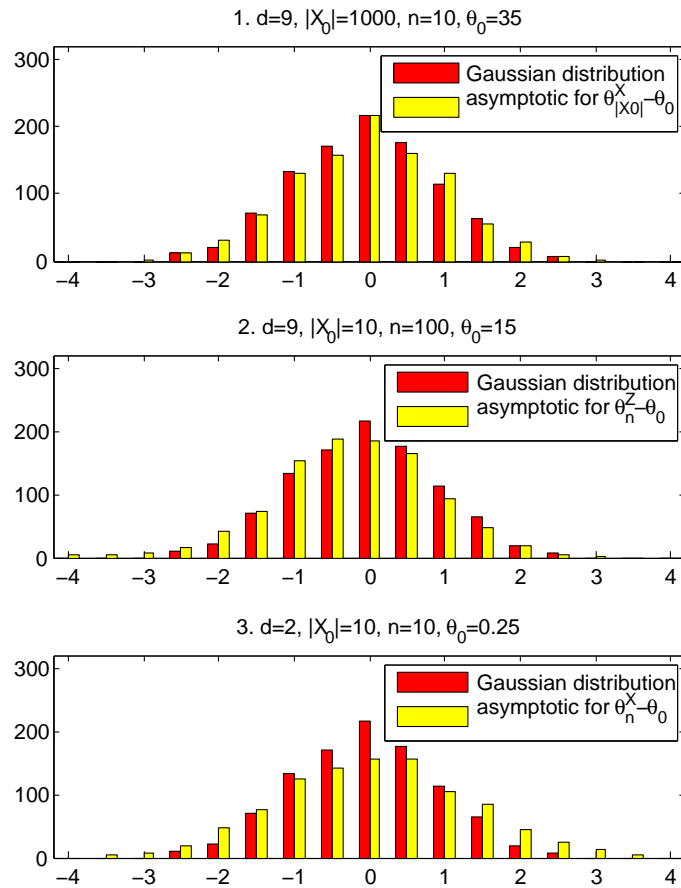 1. d=9, |X₀|=1000, n=10, θ₀=35
300
200
100
0
Gaussian distribution
asymptotic for θ^X_|X0|−θ₀
−4 −3 −2 −1 0 1 2 3 4
2. d=9, |X₀|=10, n=100, θ₀=15
300
200
100
0
Gaussian distribution
asymptotic for θ^Z_n−θ₀
−4 −3 −2 −1 0 1 2 3 4
3. d=2, |X₀|=10, n=10, θ₀=0.25
300
200
100
0
Gaussian distribution
asymptotic for θ^X_n−θ₀
−4 −3 −2 −1 0 1 2 3 4